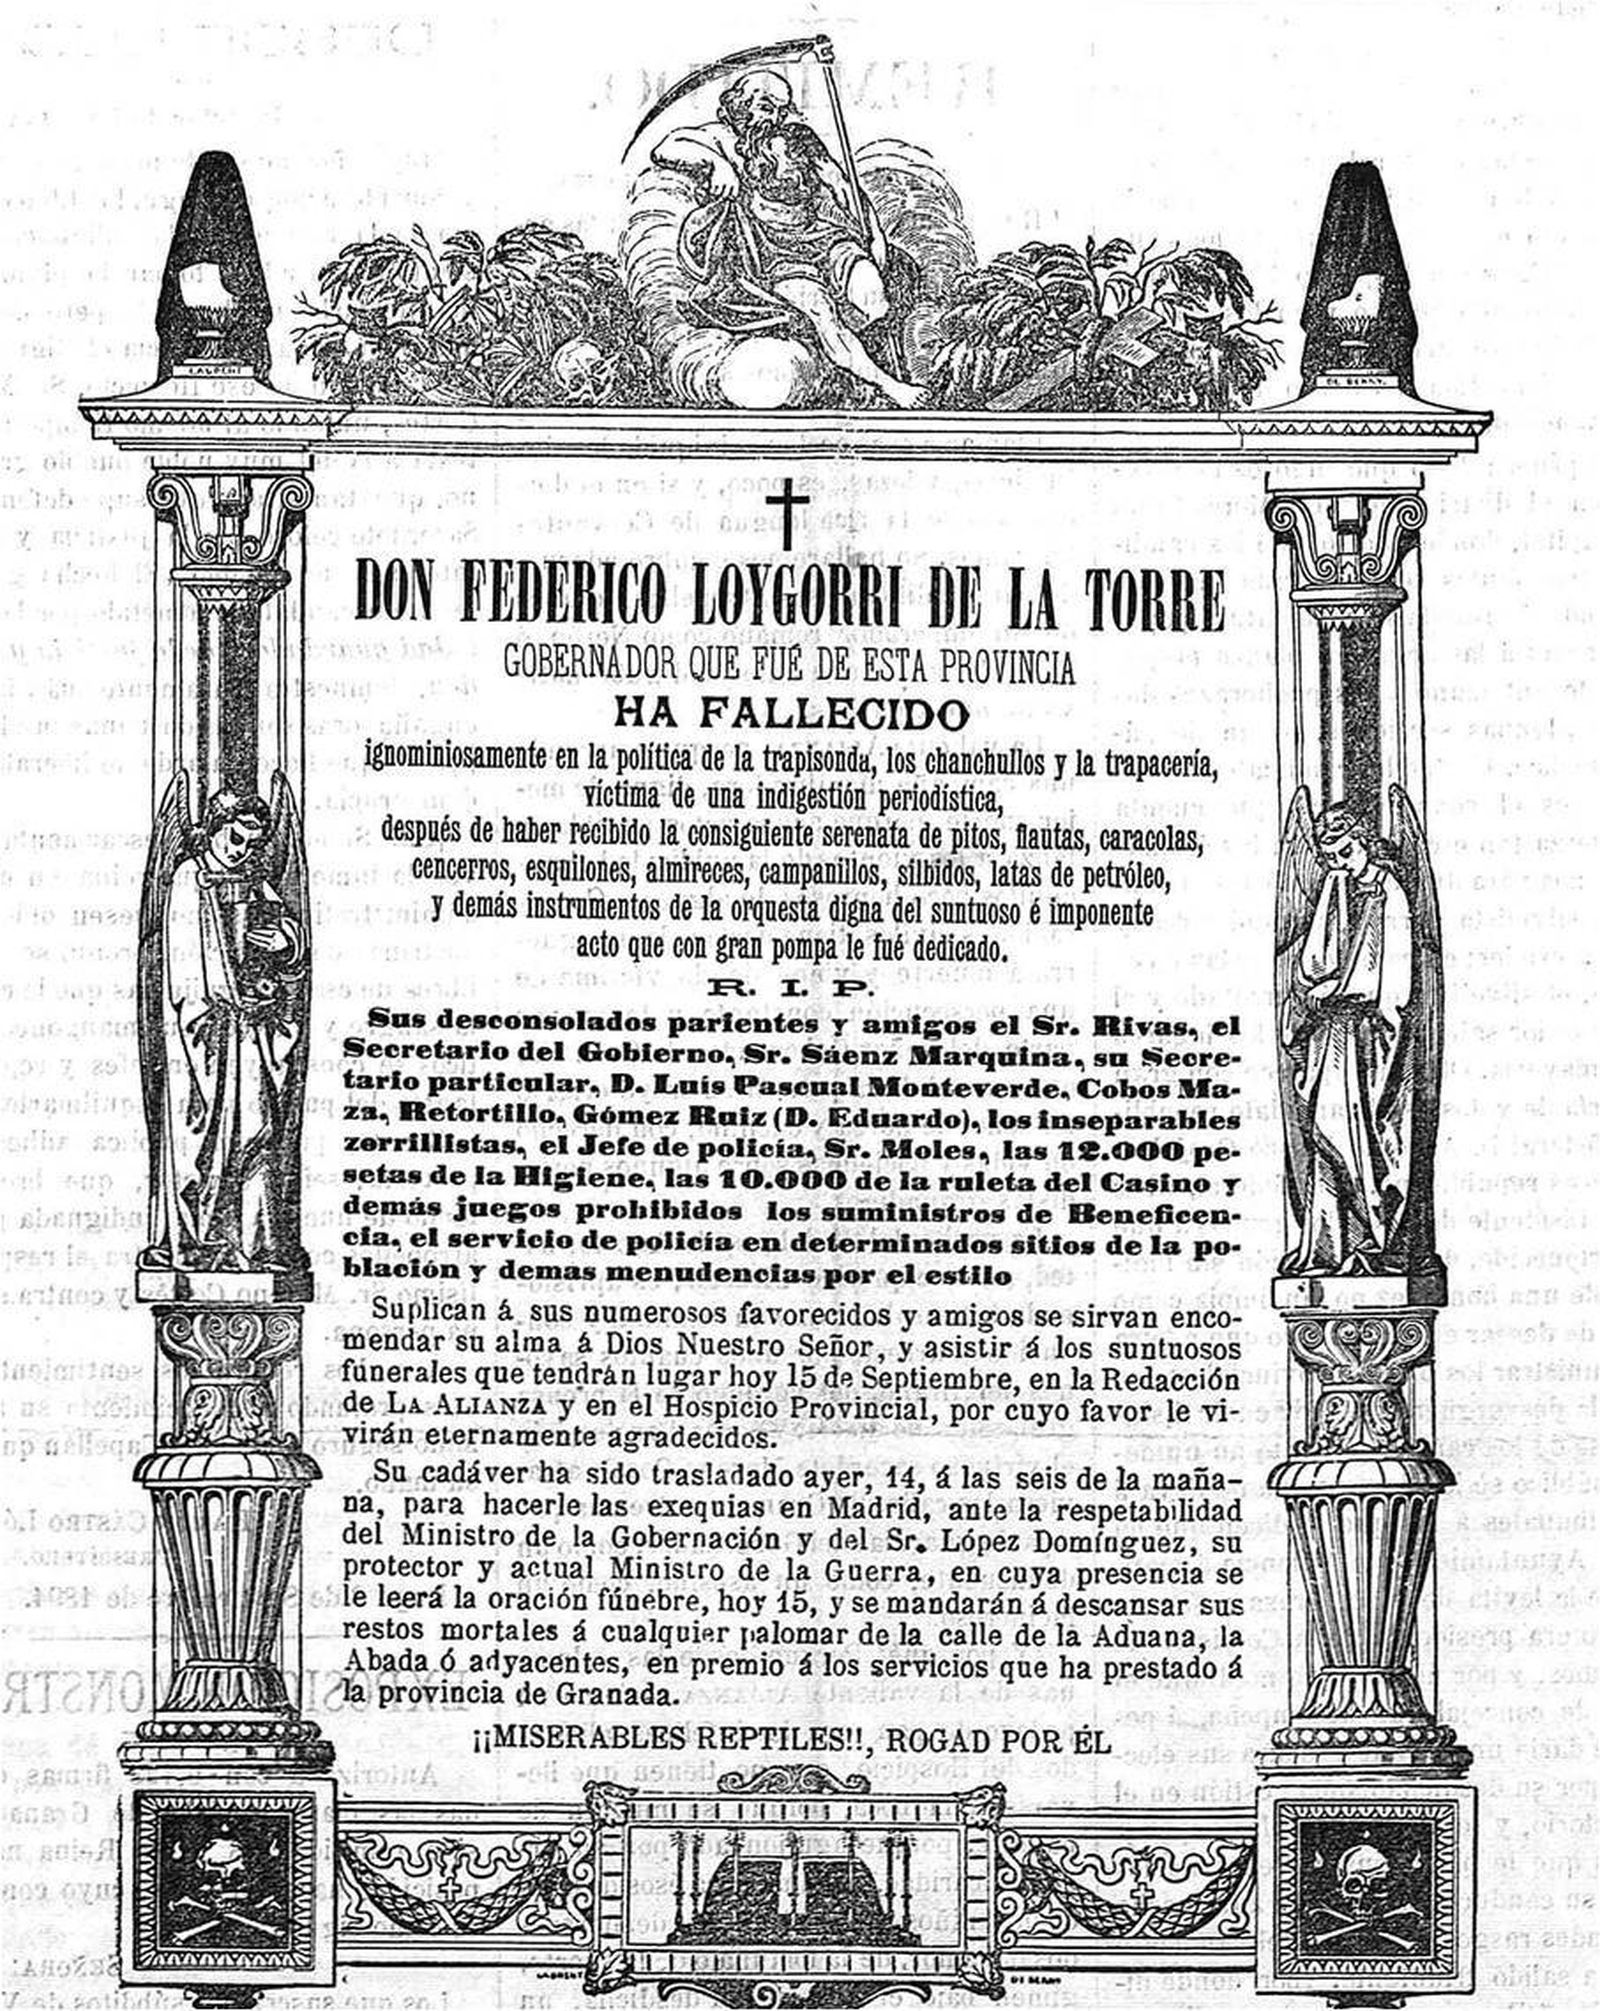 LAURENT
DE BERNY.
DON FEDERICO LOYGORRI DE LA TORRE
GOBERNADOR QUE FUÉ DE ESTA PROVINCIA
HA FALLECIDO
ignominiosamente en la política de la trapisonda, los chanchullos y la trapacería,
víctima de una indigestión periodística,
después de haber recibido la consiguiente serenata de pitos, flautas, caracolas,
cencerros, esquilones, almireces, campanillos, silbidos, latas de petróleo,
y demás instrumentos de la orquesta digna del suntuoso é imponente
acto que con gran pompa le fué dedicado.
R. I. P.
Sus desconsolados parientes y amigos el Sr. Rivas, el
Secretario del Gobierno, Sr. Sáenz Marquina, su Secre-
tario particular, D. Luís Pascual Monteverde, Cobos Ma-
za, Retortillo, Gómez Ruiz (D. Eduardo), los inseparables
zorrillistas, el Jefe de policía, Sr. Moles, las 12.000 pe-
setas de la Higiene, las 10.000 de la ruleta del Casino y
demás juegos prohibidos los suministros de Beneficen-
cia, el servicio de policía en determinados sitios de la po-
blación y demás menudencias por el estilo
Suplican á sus numerosos favorecidos y amigos se sirvan enco-
mendar su alma á Dios Nuestro Señor, y asistir á los suntuosos
fúnerales que tendrán lugar hoy 15 de Septiembre, en la Redacción
de LA ALIANZA y en el Hospicio Provincial, por cuyo favor le vi-
virán eternamente agradecidos.
Su cadáver ha sido trasladado ayer, 14, á las seis de la maña-
na, para hacerle las exequias en Madrid, ante la respetabilidad
del Ministro de la Gobernación y del Sr. López Domínguez, su
protector y actual Ministro de la Guerra, en cuya presencia se
le leerá la oración fúnebre, hoy 15, y se mandarán á descansar sus
restos mortales á cualquier palomar de la calle de la Aduana, la
Abada ó adyacentes, en premio á los servicios que ha prestado á
la provincia de Granada.
¡¡MISERABLES REPTILES!!, ROGAD POR ÉL
LAURENT
DE BERNY